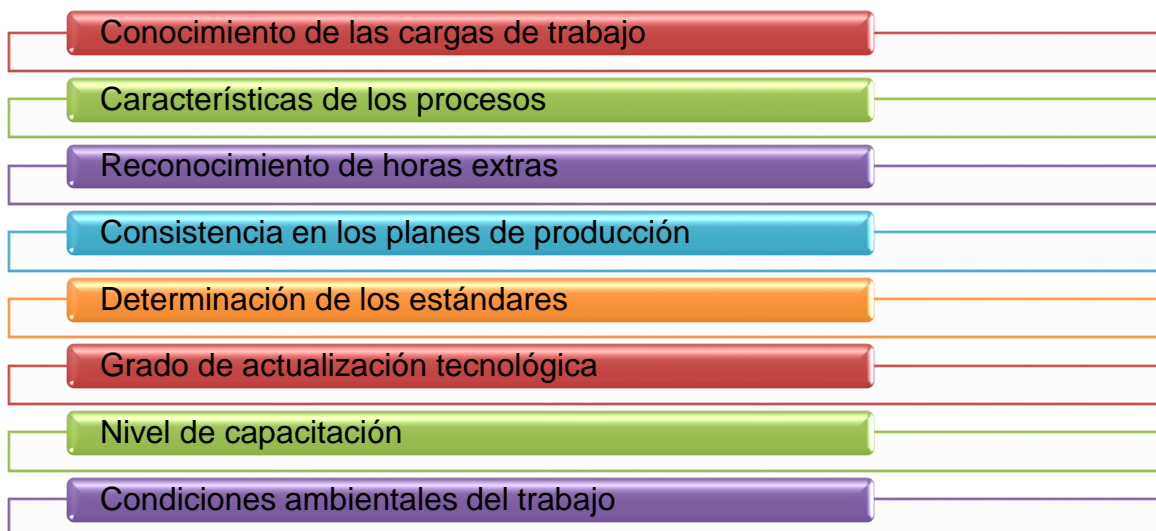 Conocimiento de las cargas de trabajo
Características de los procesos
Reconocimiento de horas extras
Consistencia en los planes de producción
Determinación de los estándares
Grado de actualización tecnológica
Nivel de capacitación
Condiciones ambientales del trabajo